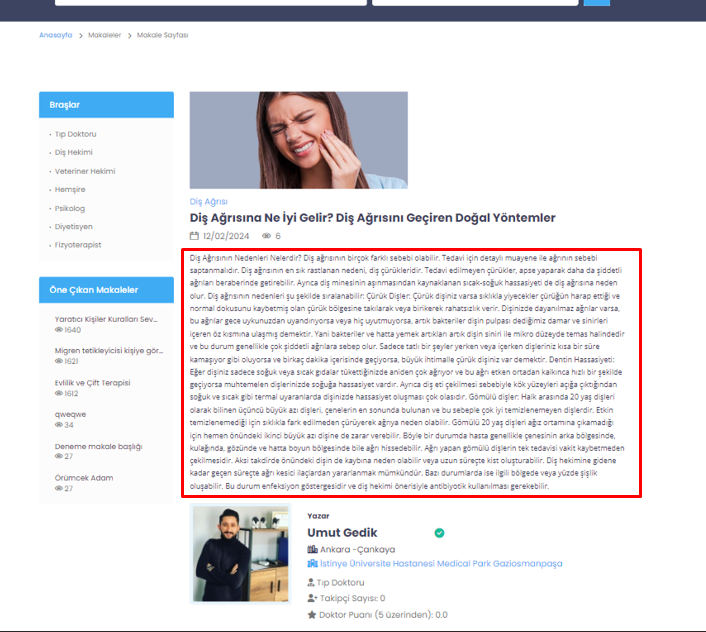 Anasayfa > Makaleler > Makale Sayfası
Braşlar
Tıp Doktoru
Diş Hekimi
Veteriner Hekimi
Hemşire
Psikolog
Diyetisyen
Fizyoterapist
Öne Çıkan Makaleler
Yaratıcı Kişiler Kuralları Sev...
1640
Migren tetikleyicisi kişiye gör...
1621
Evlilik ve Çift Terapisi
1612
qweqwe
34
Deneme makale başlığı
27
Örümcek Adam
27
Diş Ağrısı
Diş Ağrısına Ne İyi Gelir? Diş Ağrısını Geçiren Doğal Yöntemler
12/02/2024 6
Diş Ağrısının Nedenleri Nelerdir? Diş ağrısının birçok farklı sebebi olabilir. Tedavi için detaylı muayene ile ağrının sebebi
saptanmalıdır. Diş ağrısının en sık rastlanan nedeni, diş çürükleridir. Tedavi edilmeyen çürükler, apse yaparak daha da şiddetli
ağrıları beraberinde getirebilir. Ayrıca diş minesinin aşınmasından kaynaklanan sıcak-soğuk hassasiyeti de diş ağrısına neden
olur. Diş ağrısının nedenleri şu şekilde sıralanabilir: Çürük Dişler: Çürük dişiniz varsa sıklıkla yiyecekler çürüğün harap ettiği ve
normal dokusunu kaybetmiş olan çürük bölgesine takılarak veya birikerek rahatsızlık verir. Dişinizde dayanılmaz ağrılar varsa,
bu ağrılar gece uykunuzdan uyandırıyorsa veya hiç uyutmuyorsa, artık bakteriler dişin pulpası dediğimiz damar ve sinirleri
içeren öz kısmına ulaşmış demektir. Yani bakteriler ve hatta yemek artıkları artık dişin siniri ile mikro düzeyde temas halindedir
ve bu durum genellikle çok şiddetli ağrılara sebep olur. Sadece tatlı bir şeyler yerken veya içerken dişleriniz kısa bir süre
kamaşıyor gibi oluyorsa ve birkaç dakika içerisinde geçiyorsa, büyük ihtimalle çürük dişiniz var demektir. Dentin Hassasiyeti:
Eğer dişiniz sadece soğuk veya sıcak gıdalar tükettiğinizde aniden çok ağrıyor ve bu ağrı etken ortadan kalkınca hızlı bir şekilde
geçiyorsa muhtemelen dişlerinizde soğuğa hassasiyet vardır. Ayrıca diş eti çekilmesi sebebiyle kök yüzeyleri açığa çıktığından
soğuk ve sıcak gibi termal uyaranlarda dişinizde hassasiyet oluşması çok olasıdır. Gömülü dişler: Halk arasında 20 yaş dişleri
olarak bilinen üçüncü büyük azı dişleri, çenelerin en sonunda bulunan ve bu sebeple çok iyi temizlenemeyen dişlerdir. Etkin
temizlenemediği için sıklıkla fark edilmeden çürüyerek ağrıya neden olabilir. Gömülü 20 yaş dişleri ağız ortamına çıkamadığı
için hemen önündeki ikinci büyük azı dişine de zarar verebilir. Böyle bir durumda hasta genellikle çenesinin arka bölgesinde,
kulağında, gözünde ve hatta boyun bölgesinde bile ağrı hissedebilir. Ağrı yapan gömülü dişlerin tek tedavisi vakit kaybetmeden
çekilmesidir. Aksi takdirde önündeki dişin de kaybına neden olabilir veya uzun süreçte kist oluşturabilir. Diş hekimine gidene
kadar geçen süreçte ağrı kesici ilaçlardan yararlanmak mümkündür. Bazı durumlarda ise ilgili bölgede veya yüzde şişlik
oluşabilir. Bu durum enfeksiyon göstergesidir ve diş hekimi önerisiyle antibiyotik kullanılması gerekebilir.
Yazar
Umut Gedik
Ankara -Çankaya
İstinye Üniversite Hastanesi Medical Park Gaziosmanpaşa
Tıp Doktoru
Takipçi Sayısı: 0
Doktor Puanı (5 üzerinden): 0.0